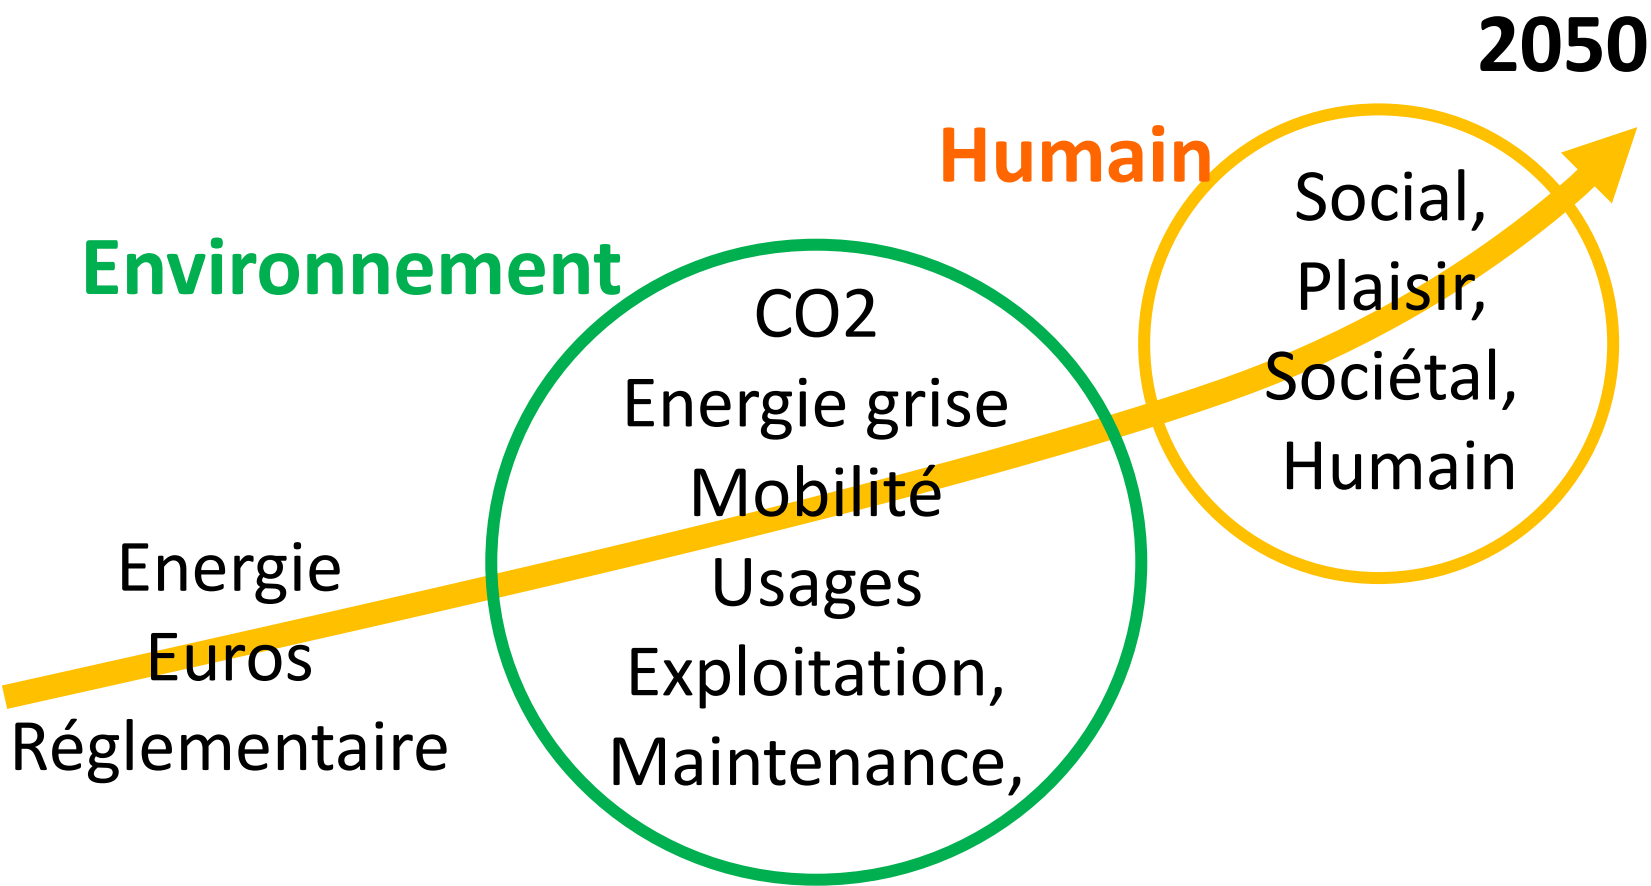 2050
Humain
Social,
Plaisir,
Sociétal,
Humain
Environnement
CO2
Energie grise
Mobilité
Usages
Exploitation,
Maintenance,
Energie
Euros
Réglementaire